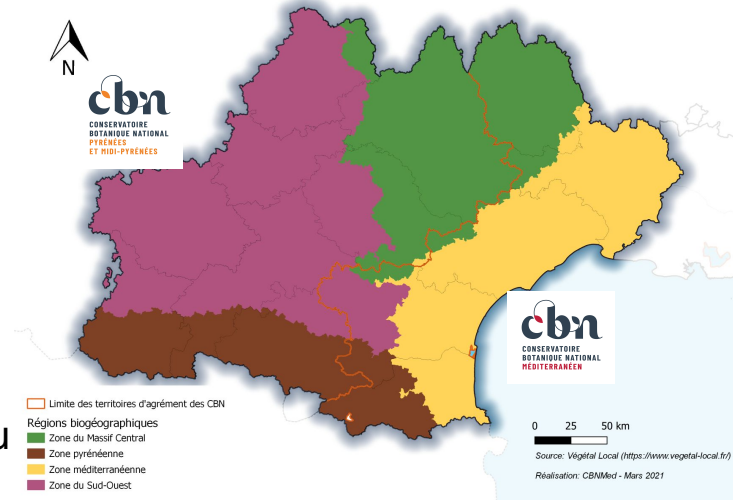 N
cbn
CONSERVATOIRE
BOTANIQUE NATIONAL
PYRÉNÉES
ET MIDI-PYRÉNÉES
cbn
CONSERVATOIRE
BOTANIQUE NATIONAL
MÉDITERRANÉEN
Limite des territoires d'agrément des CBN
Régions biogéographiques
Zone du Massif Central
Zone pyrénéenne
Zone méditerranéenne
Zone du Sud-Ouest
u
0 25 50 km
Source: Végétal Local (https://www.vegetal-local.fr/)
Réalisation: CBNMed - Mars 2021